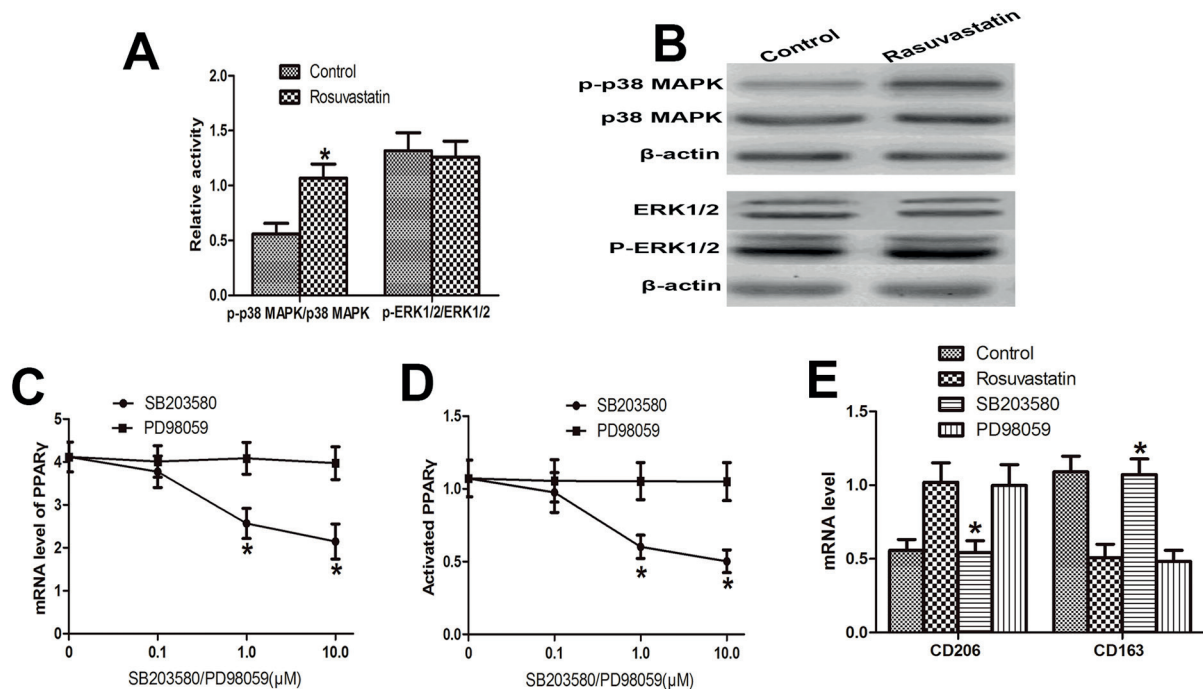 A
Control
Rosuvastatin
2.0
1.5
1.0
0.5
0.0
Relative activity
*
p-p38 MAPK/p38 MAPK
p-ERK1/2/ERK1/2
B
Control
Rasuvastatin
p-p38 MAPK
p38 MAPK
β-actin
ERK1/2
P-ERK1/2
β-actin
C
SB203580
PD98059
5
4
3
2
1
0
mRNA level of PPARγ
*
*
0
0.1
1.0
10.0
SB203580/PD98059(μM)
D
SB203580
PD98059
1.5
1.0
0.5
0.0
Activated PPARγ
*
*
0
0.1
1.0
10.0
SB203580/PD98059(μM)
E
Control
Rosuvastatin
SB203580
PD98059
1.5
1.0
0.5
0.0
mRNA level
*
*
CD206
CD163